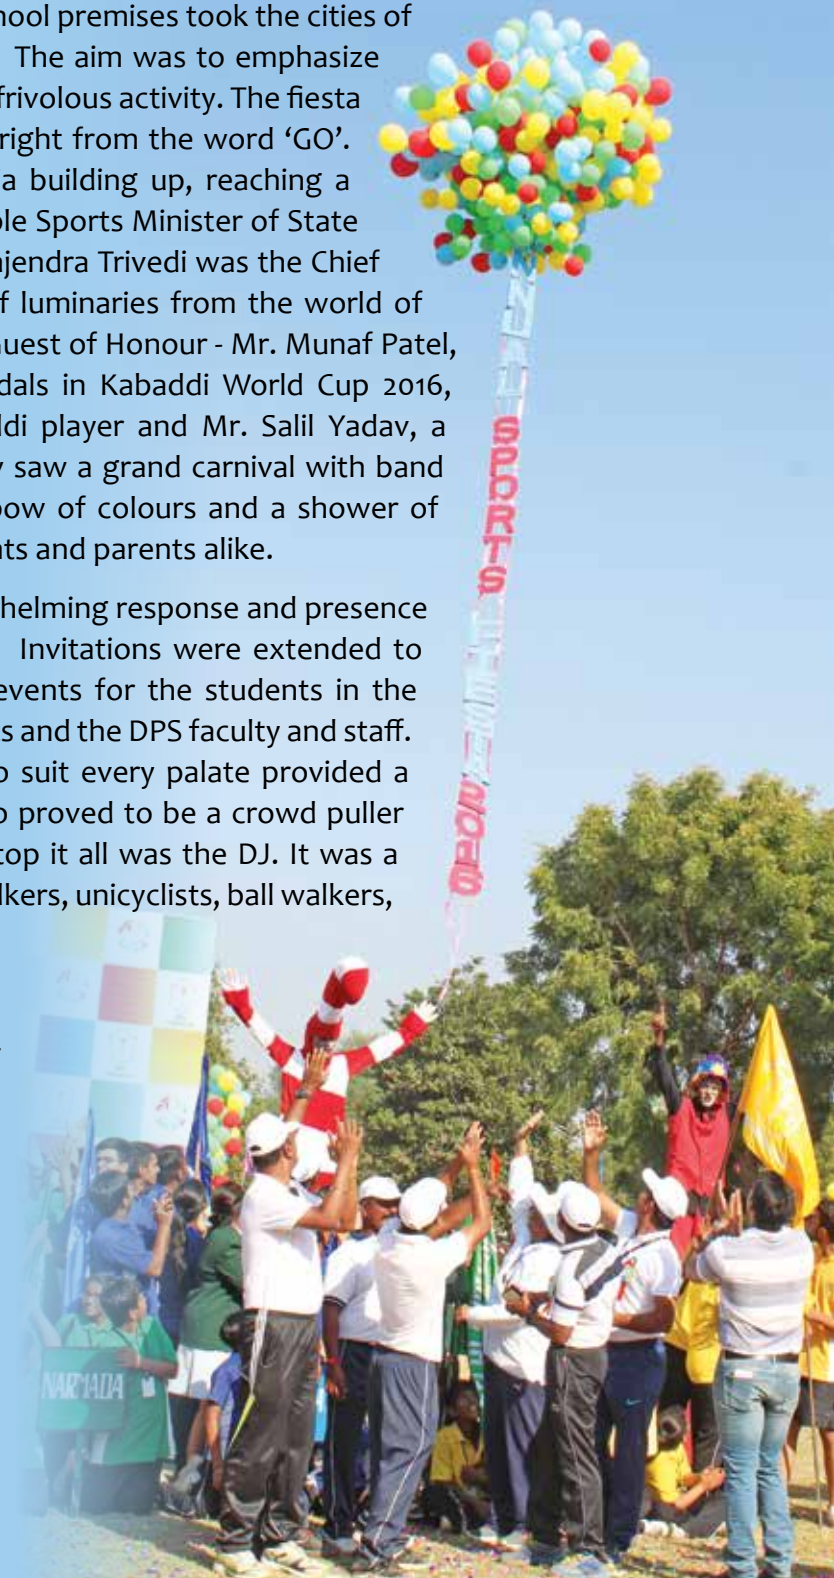 hool premises took the cities of
The aim was to emphasize
frivolous activity. The fiesta
right from the word ‘GO’.
a building up, reaching a
ple Sports Minister of State
ajendra Trivedi was the Chief
f luminaries from the world of
uest of Honour - Mr. Munaf Patel,
dals in Kabaddi World Cup 2016,
ddi player and Mr. Salil Yadav, a
y saw a grand carnival with band
bow of colours and a shower of
nts and parents alike.
helming response and presence
Invitations were extended to
events for the students in the
s and the DPS faculty and staff.
o suit every palate provided a
o proved to be a crowd puller
top it all was the DJ. It was a
lkers, unicyclists, ball walkers,
ANNUAL
SPORTS
FIESTA
2016
NARMADA